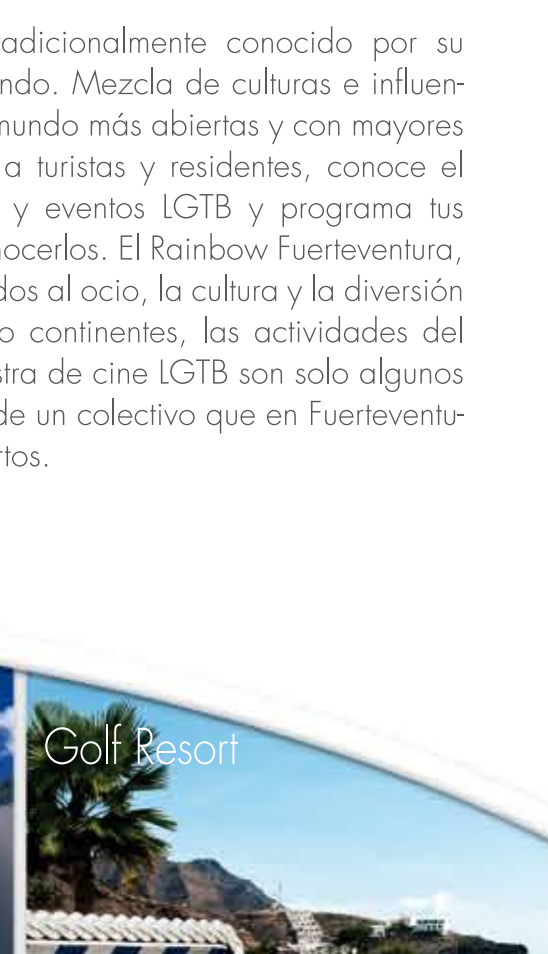 adicionalmente conocido por su
ndo. Mezcla de culturas e influen-
mundo más abiertas y con mayores
a turistas y residentes, conoce el
y eventos LGTB y programa tus
nocerlos. El Rainbow Fuerteventura,
dos al ocio, la cultura y la diversión
o continentes, las actividades del
stra de cine LGTB son solo algunos
de un colectivo que en Fuerteventu-
rtos.
Golf Resort